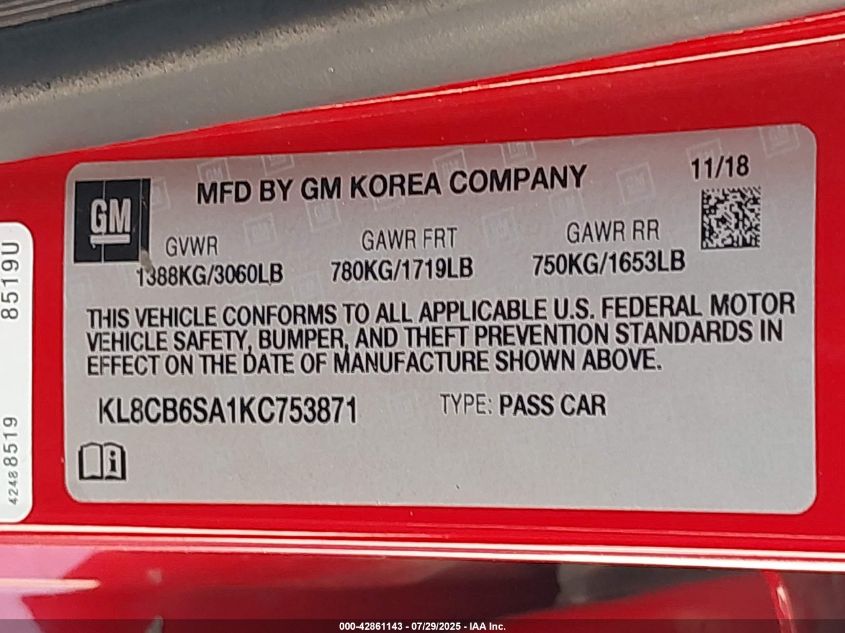 MFD BY GM KOREA COMPANY
11/18
GM
GVWR
GAWR FRT
GAWR RR
1388KG/3060LB
780KG/1719LB
750KG/1653LB
THIS VEHICLE CONFORMS TO ALL APPLICABLE U.S. FEDERAL MOTOR
VEHICLE SAFETY, BUMPER, AND THEFT PREVENTION STANDARDS IN
EFFECT ON THE DATE OF MANUFACTURE SHOWN ABOVE.
KL8CB6SA1KC753871
TYPE: PASS CAR
42488519
8519U
000-42861143 - 07/29/2025 - IAA Inc.